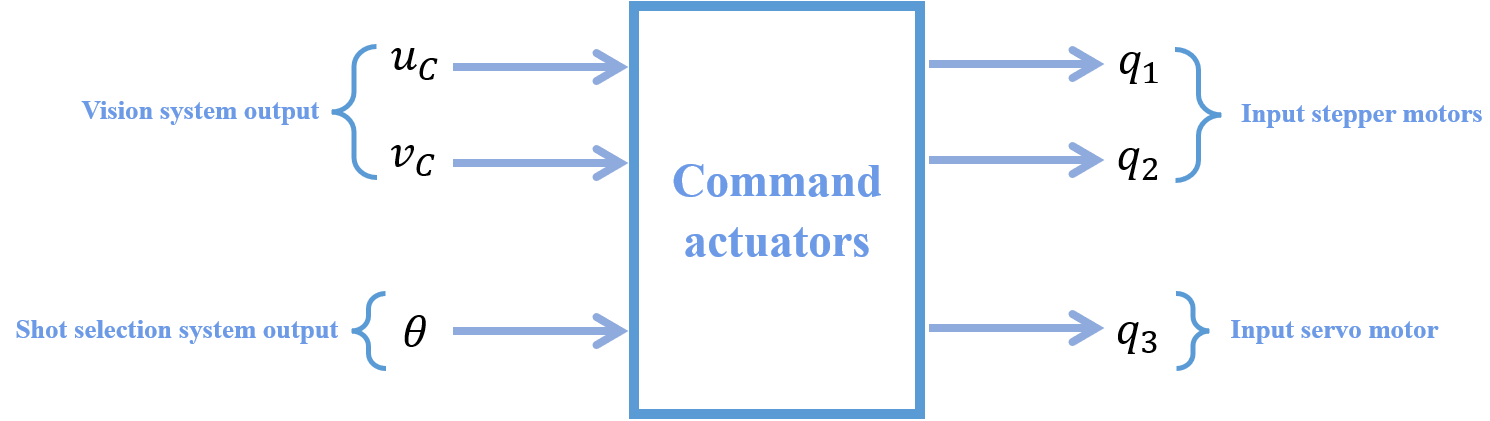 u_C
v_C
Vision system output
θ
Shot selection system output
Command
actuators
q_1
q_2
Input stepper motors
q_3
Input servo motor